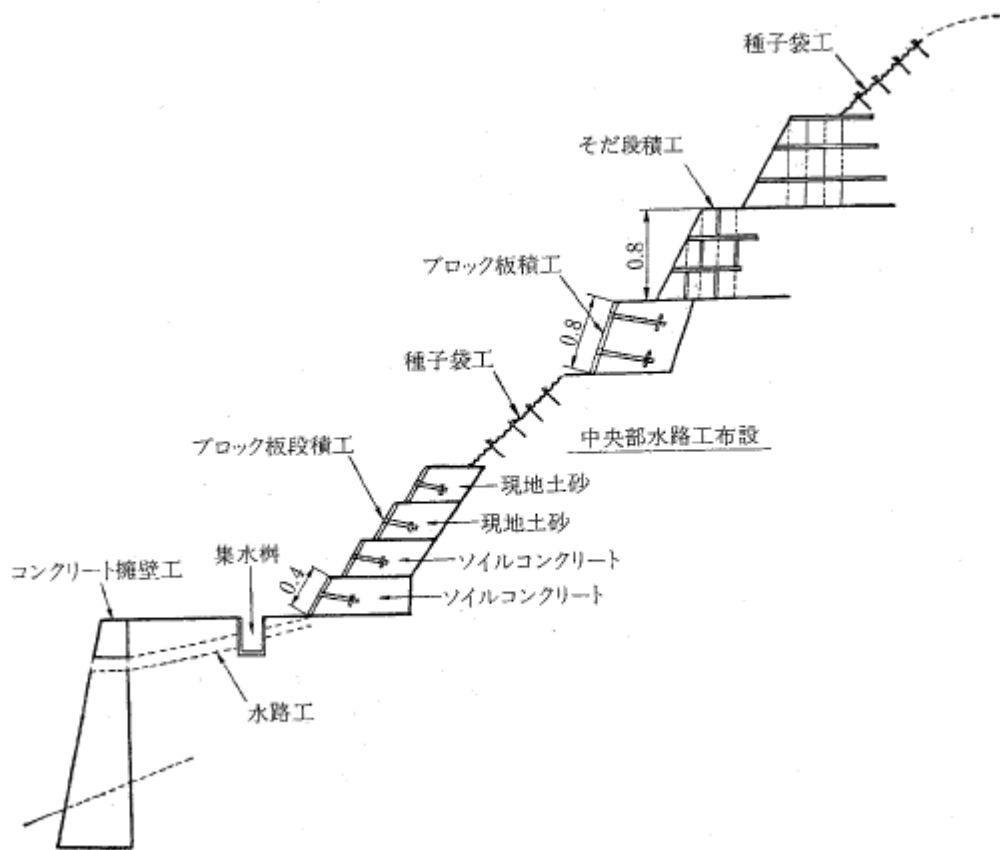 種子袋工
そだ段積工
0.8
ブロック板積工
0.8
種子袋工
中央部水路工布設
ブロック板段積工
現地土砂
現地土砂
集水桝
ソイルコンクリート
コンクリート擁壁工
0.4
ソイルコンクリート
水路工